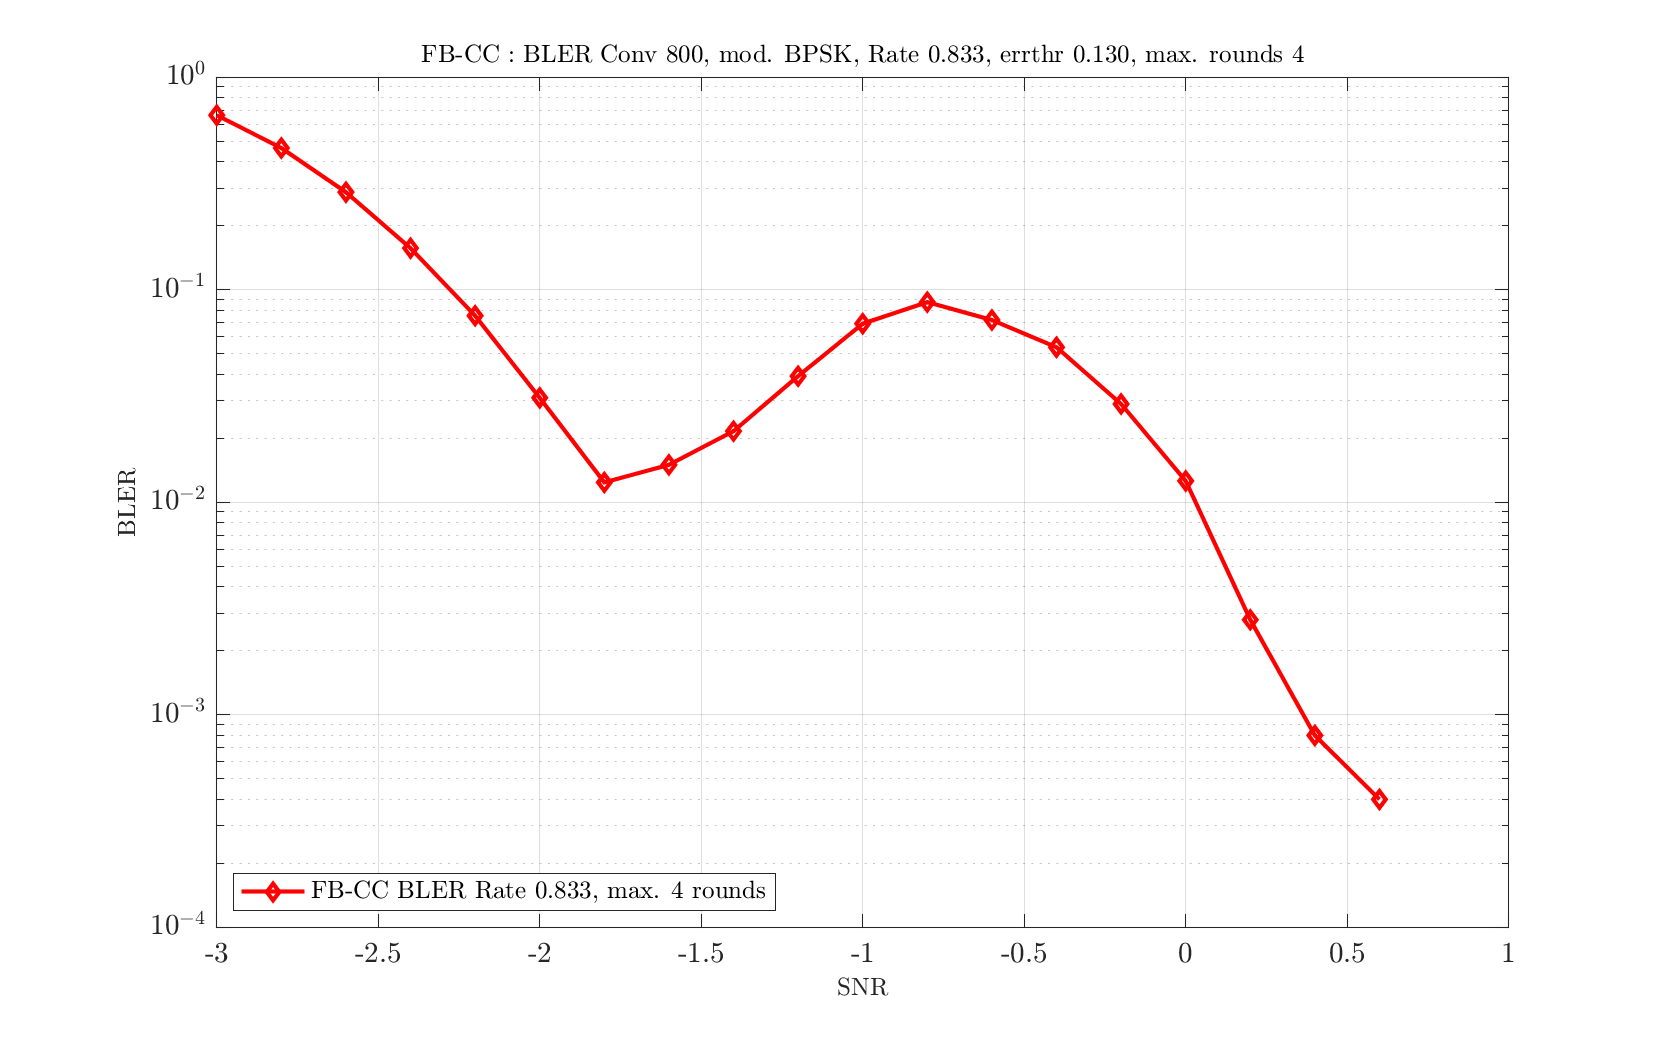 FB-CC : BLER Conv 800, mod. BPSK, Rate 0.833, errthr 0.130, max. rounds 4
10^0
10^{-1}
10^{-2}
10^{-3}
10^{-4}
BLER
FB-CC BLER Rate 0.833, max. 4 rounds
-3 -2.5 -2 -1.5 -1 -0.5 0 0.5 1
SNR